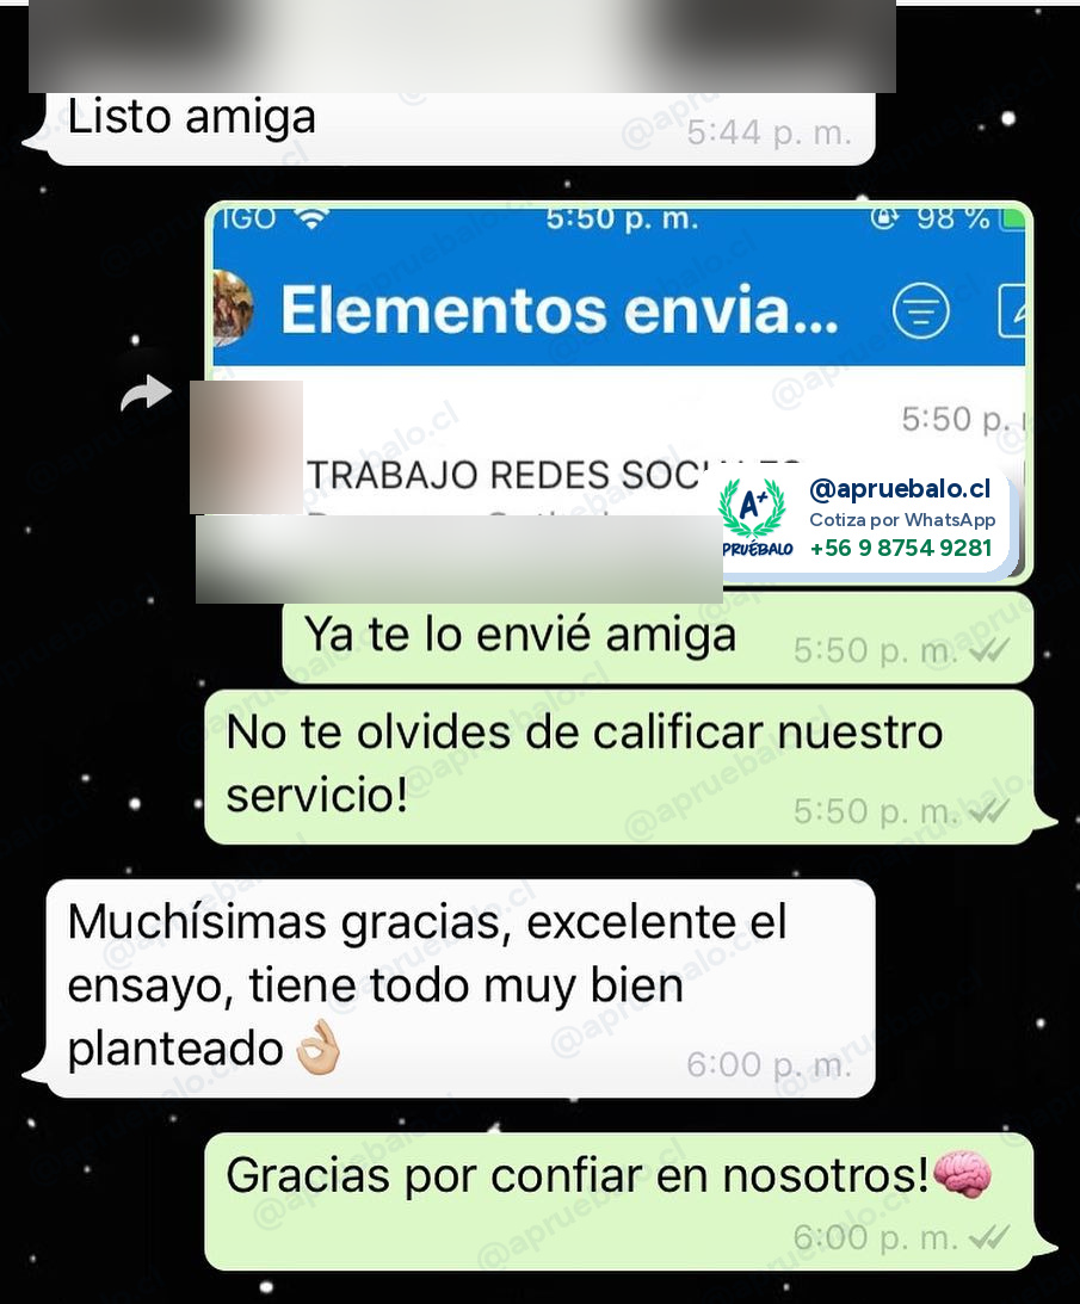 Listo amiga
5:44 p. m.
IGO 5:50 p. m. 98 %
Elementos envia...
5:50 p.
TRABAJO REDES
@apruebalo.cl
Cotiza por WhatsApp
+56 9 8754 9281
A+
Ya te lo envié amiga
5:50 p. m.
No te olvides de calificar nuestro
servicio!
5:50 p. m.
Muchísimas gracias, excelente el
ensayo, tiene todo muy bien
planteado👌🏼
6:00 p. m.
Gracias por confiar en nosotros!🧠
6:00 p. m.
@apruebalo.cl